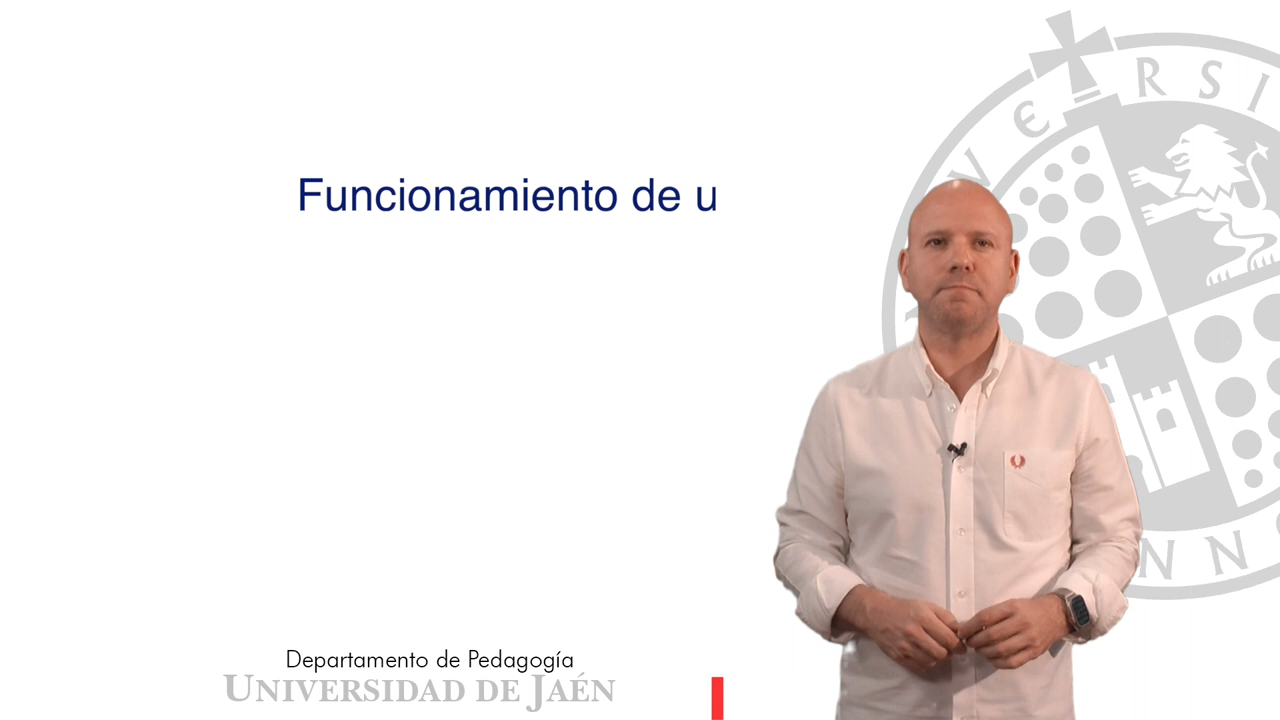 Funcionamiento de u
Departamento de Pedagogía
UNIVERSIDAD DE JAÉN